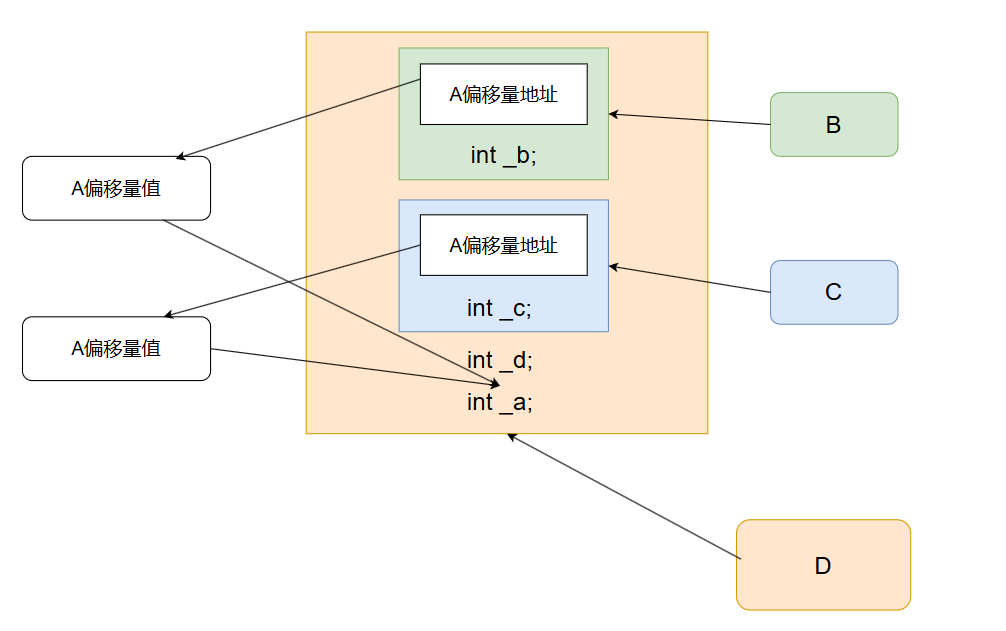 A偏移量地址
int _b;
B
A偏移量值
A偏移量地址
int _c;
C
A偏移量值
int _d;
int _a;
D